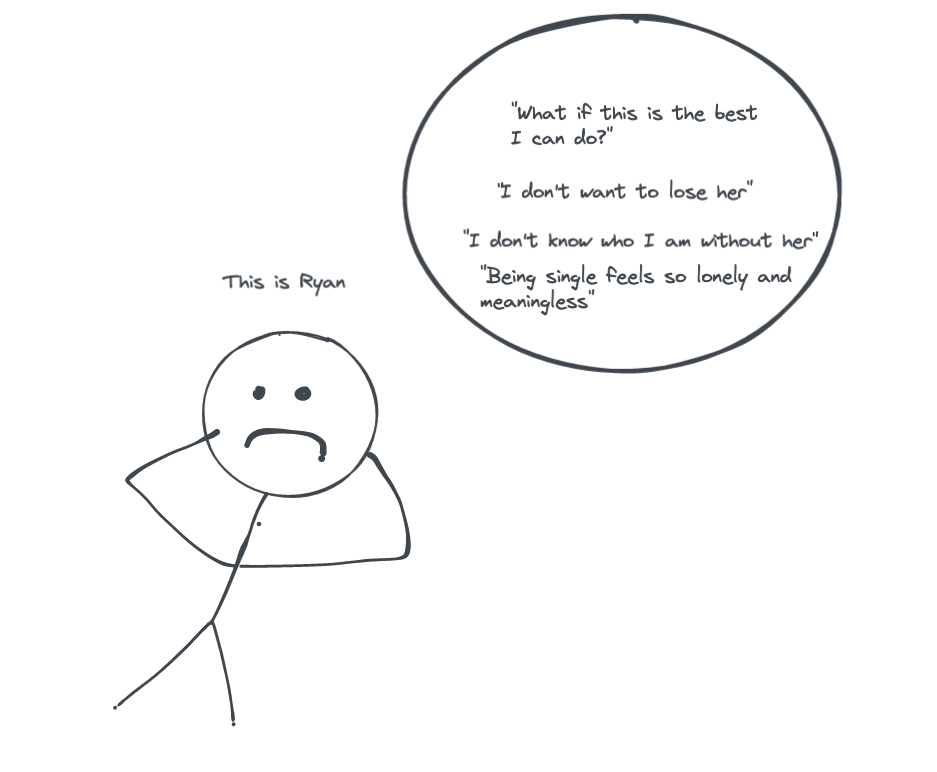 "What if this is the best
I can do?"
"I don't want to lose her"
"I don't know who I am without her"
"Being single feels so lonely and
meaningless"
This is Ryan